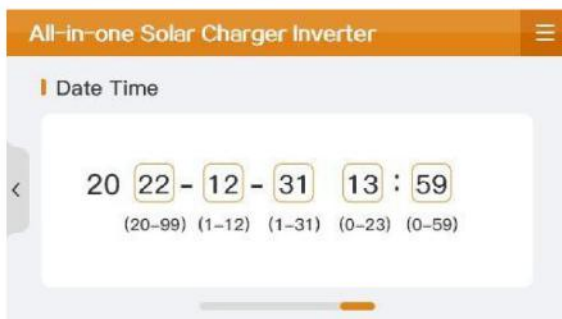 All-in-one Solar Charger Inverter
Date Time
20 22 - 12 - 31 13 : 59
(20-99) (1-12) (1-31) (0-23) (0-59)